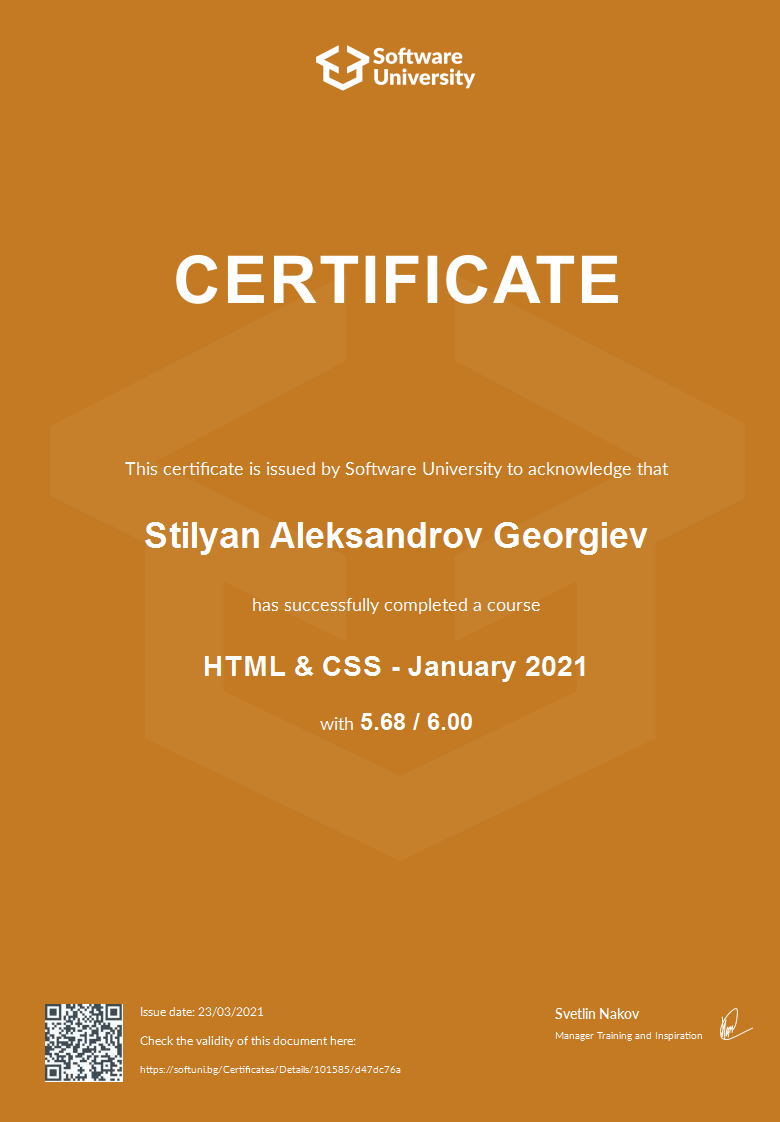 Software
University
CERTIFICATE
This certificate is issued by Software University to acknowledge that
Stilyan Aleksandrov Georgiev
has successfully completed a course
HTML & CSS - January 2021
with 5.68 / 6.00
Issue date: 23/03/2021
Check the validity of this document here:
https://softuni.bg/Certificates/Details/101585/d47dc76a
Svetlin Nakov
Manager Training and Inspiration